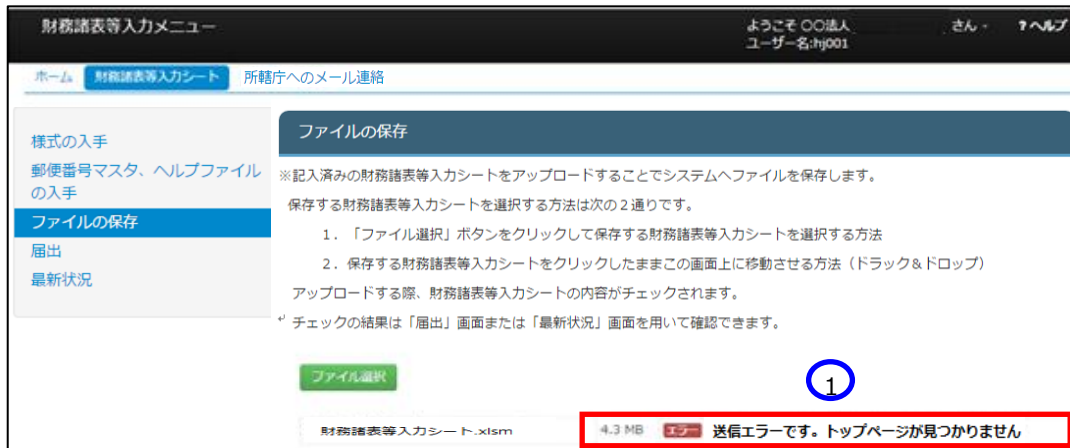 財務諸表等入力メニュー
ようこそ 〇〇法人 さん - ?ヘルプ
ユーザー名:hj001
ホーム 財務諸表等入力シート 所轄庁へのメール連絡
様式の入手
郵便番号マスタ、ヘルプファイル
の入手
ファイルの保存
届出
最新状況
ファイルの保存
※記入済みの財務諸表等入力シートをアップロードすることでシステムへファイルを保存します。
保存する財務諸表等入力シートを選択する方法は次の2通りです。
1. 「ファイル選択」ボタンをクリックして保存する財務諸表等入力シートを選択する方法
2. 保存する財務諸表等入力シートをクリックしたままこの画面上に移動させる方法（ドラック&ドロップ）
アップロードする際、財務諸表等入力シートの内容がチェックされます。
チェックの結果は「届出」画面または「最新状況」画面を用いて確認できます。
ファイル選択
1
財務諸表等入力シート.xlsm 4.3 MB エラー 送信エラーです。トップページが見つかりません